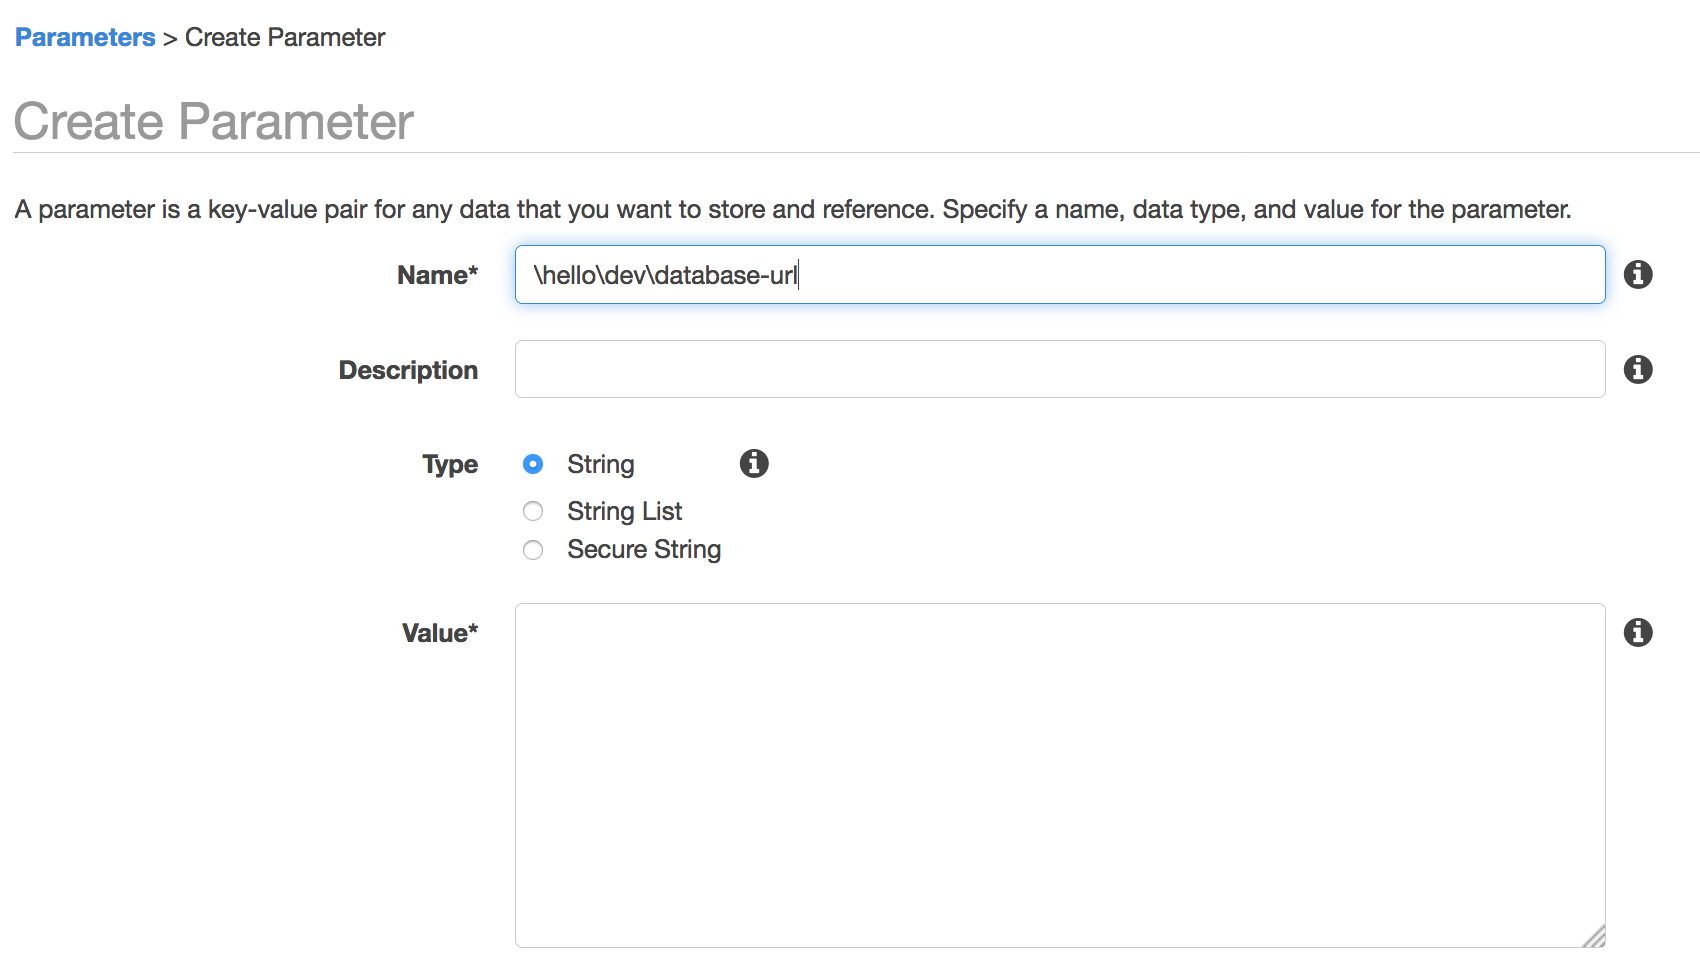 Parameters > Create Parameter
Create Parameter
A parameter is a key-value pair for any data that you want to store and reference. Specify a name, data type, and value for the parameter.
Name* \hello\dev\database-url
Description
Type String
String List
Secure String
Value*